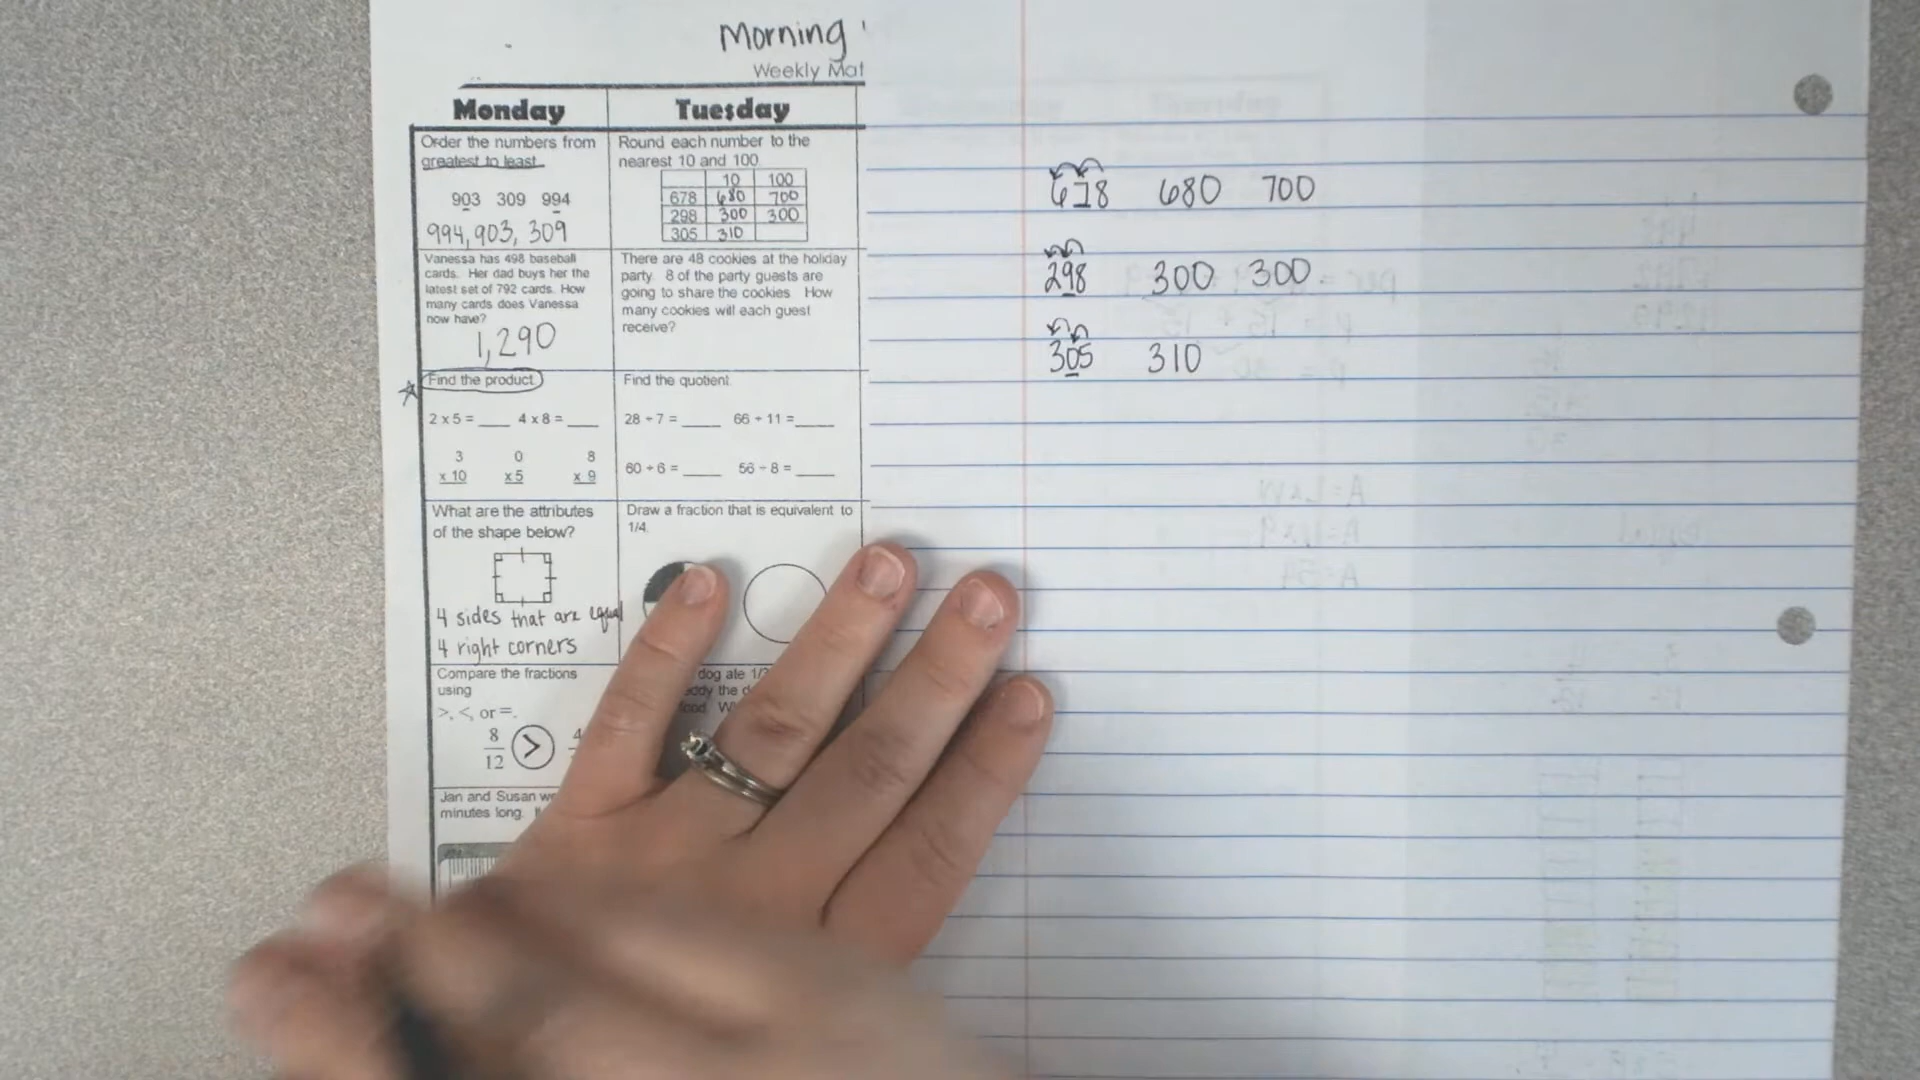 Morning
Weekly Mat
Monday
Order the numbers from
greatest to least.
903 309 994
994, 903, 309
Vanessa has 498 baseball
cards. Her dad buys her the
latest set of 792 cards. How
many cards does Vanessa
now have?
1,290
Find the product.
2 x 5 = ____ 4 x 8 = ____
3 0 8
x 10 x 5 x 9
What are the attributes
of the shape below?
4 sides that are equal
4 right corners
Compare the fractions
using
>, <, or =.
8 > 4
12
Jan and Susan
minutes long.
Tuesday
Round each number to the
nearest 10 and 100.
10 100
678 680 700
298 300 300
305 310
There are 48 cookies at the holiday
party. 8 of the party guests are
going to share the cookies. How
many cookies will each guest
receive?
Find the quotient.
28 ÷ 7 = ____ 66 ÷ 11 = ____
60 ÷ 6 = ____ 56 ÷ 8 = ____
Draw a fraction that is equivalent to
1/4.
dog ate
the
food.
678 680 700
298 300 300
305 310